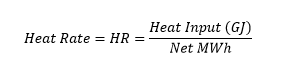 Heat Rate = HR = Heat Input (GJ) / Net MWh